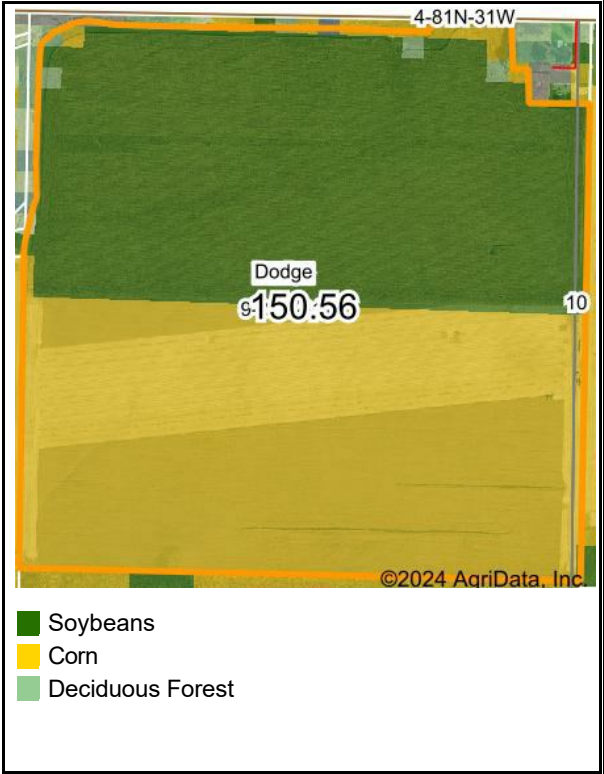 4-81N-31W
Dodge
9
150.56
10
©2024 AgriData, Inc.
Soybeans
Corn
Deciduous Forest